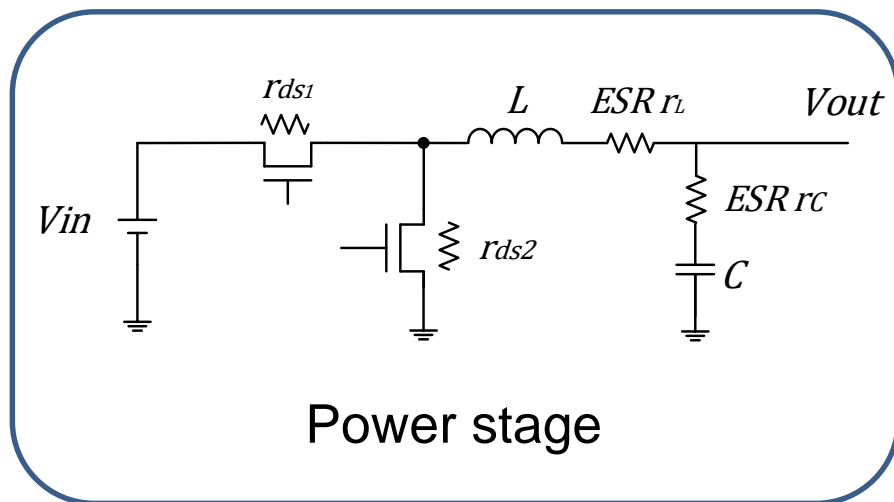 rds1
L
ESR rL
Vout
Vin
rds2
ESR rC
C
Power stage